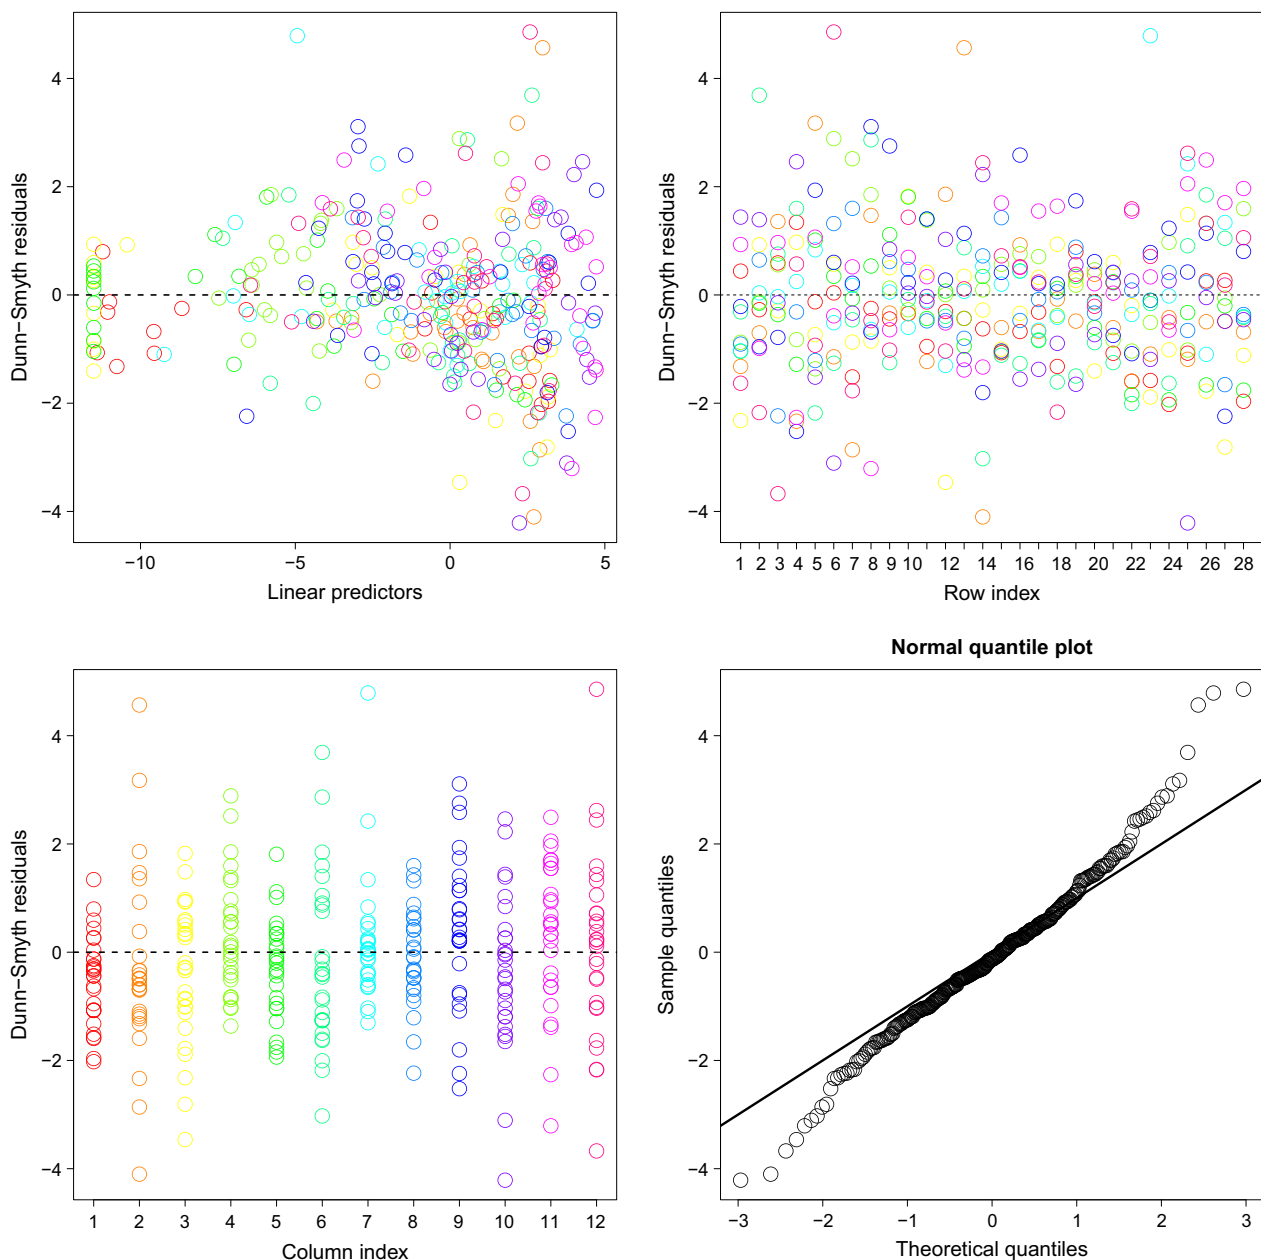 4
2
0
−2
−4
Dunn−Smyth residuals
−10 −5 0 5
Linear predictors
4
2
0
−2
−4
Dunn−Smyth residuals
1 2 3 4 5 6 7 8 9 10 12 14 16 18 20 22 24 26 28
Row index
4
2
0
−2
−4
Dunn−Smyth residuals
1 2 3 4 5 6 7 8 9 10 11 12
Column index
Normal quantile plot
4
2
0
−2
−4
Sample quantiles
−3 −2 −1 0 1 2 3
Theoretical quantiles